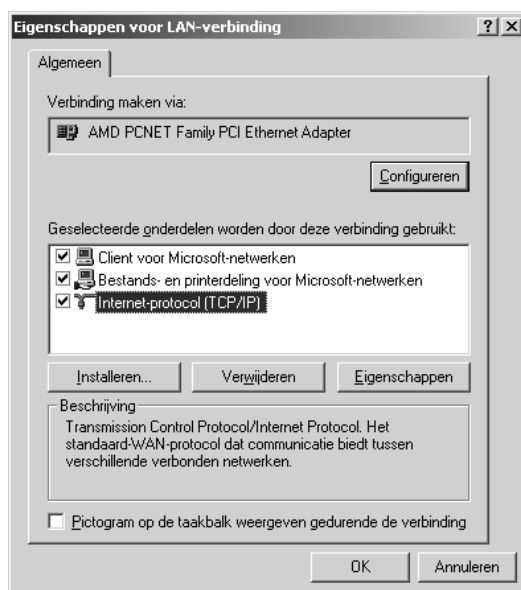 Eigenschappen voor LAN-verbinding
Algemeen
Verbinding maken via:
AMD PCNET Family PCI Ethernet Adapter
Configureren
Geselecteerde onderdelen worden door deze verbinding gebruikt:
Client voor Microsoft-netwerken
Bestands- en printerdeling voor Microsoft-netwerken
Internet-protocol (TCP/IP)
Installeren...
Verwijderen
Eigenschappen
Beschrijving
Transmission Control Protocol/Internet Protocol. Het
standaard-WAN-protocol dat communicatie biedt tussen
verschillende verbonden netwerken.
Pictogram op de taakbalk weergeven gedurende de verbinding
OK
Annuleren